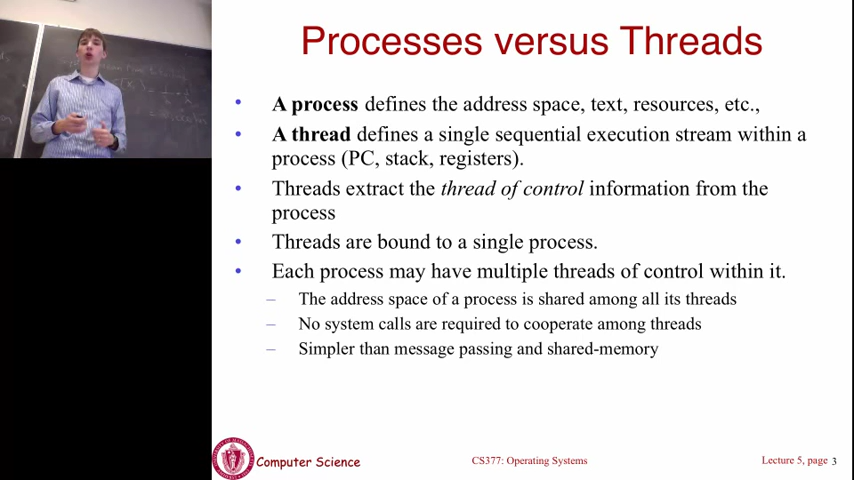 Processes versus Threads
• A process defines the address space, text, resources, etc.,
• A thread defines a single sequential execution stream within a
process (PC, stack, registers).
• Threads extract the thread of control information from the
process
• Threads are bound to a single process.
• Each process may have multiple threads of control within it.
– The address space of a process is shared among all its threads
– No system calls are required to cooperate among threads
– Simpler than message passing and shared-memory
Computer Science
CS377: Operating Systems
Lecture 5, page 3